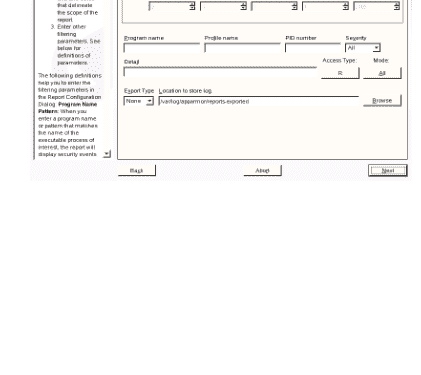 that delineate
the scope of the
report.
3. Enter other
filtering
parameters. See
below for
definitions of
parameters.
The following definitions
help you to enter the
filtering parameters in
the Report Configuration
Dialog: Program Name
Pattern: When you
enter a program name
or pattern that matches
the name of the
executable process of
interest, the report will
display security events
Program name
Profile name
PID number
Severity
All
Detail
Access Type:
Mode:
R
All
Export Type
Location to store log.
None
/var/log/apparmor/reports-exported
Browse
Back
Abort
Next